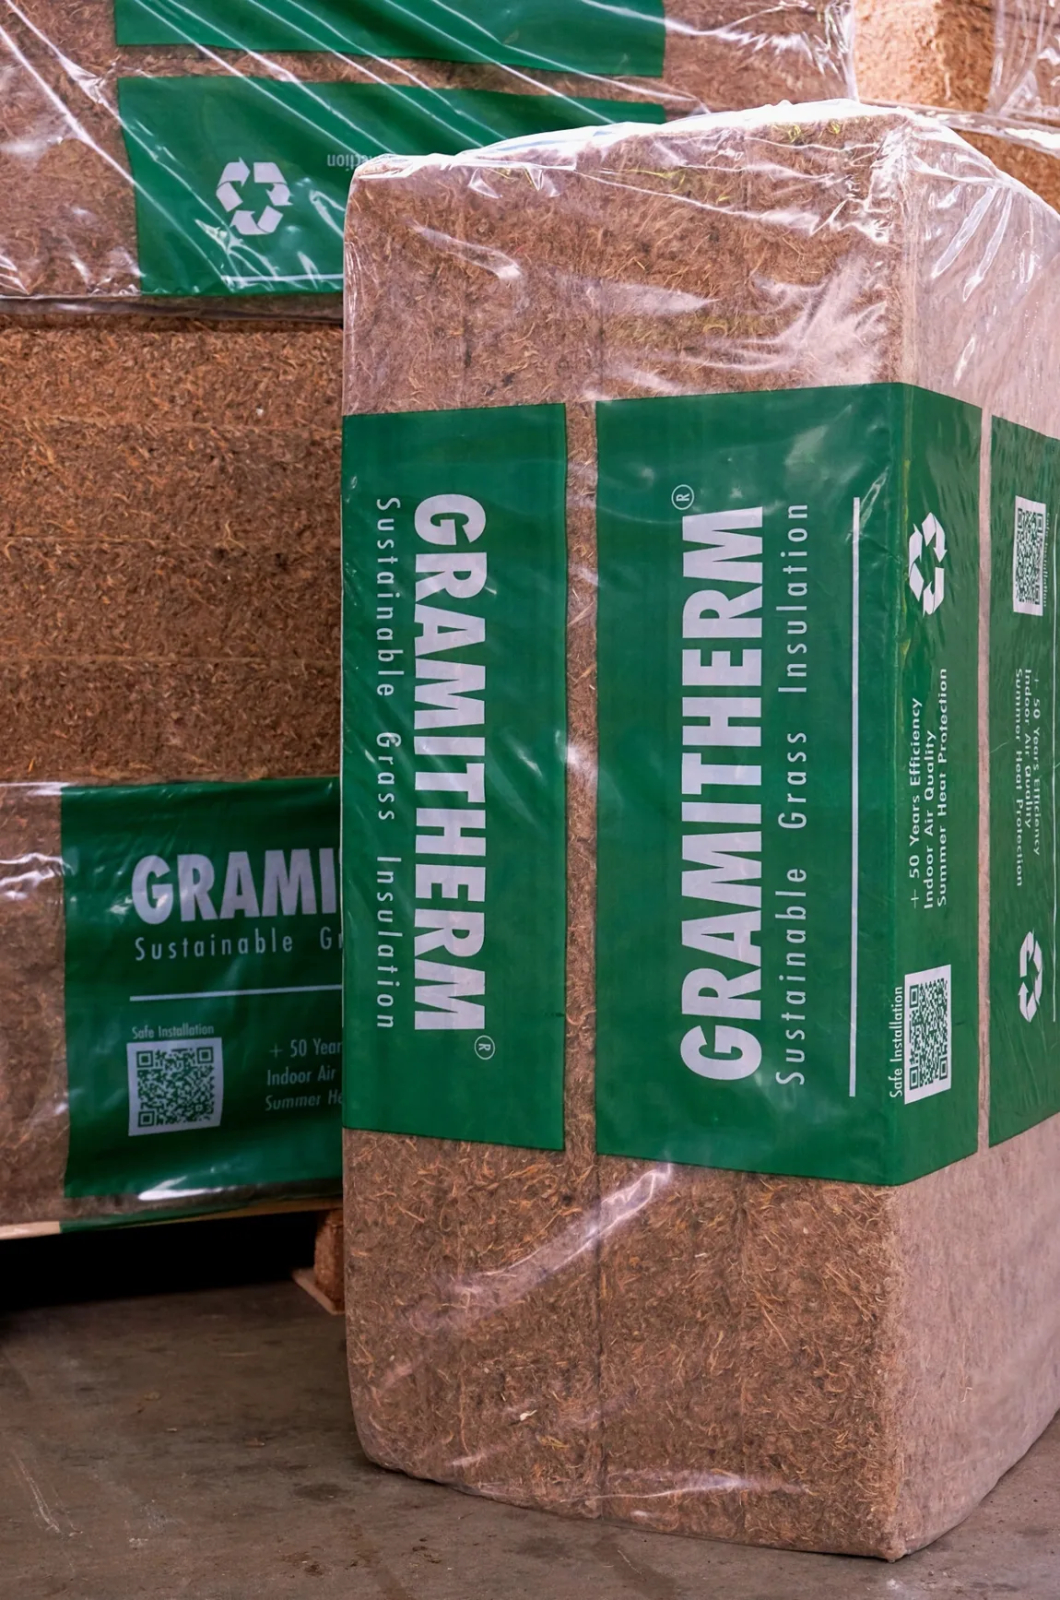 ction
GRAMI
Sustainable Gr
Safe Installation
+ 50 Year
Indoor Air
Summer He
GRAMITHERM®
Sustainable Grass Insulation
GRAMITHERM®
Sustainable Grass Insulation
+ 50 Years Efficiency
Indoor Air Quality
Summer Heat Protection
Safe Installation
+ 50 Years Efficiency
Indoor Air Quality
Summer Heat Protection